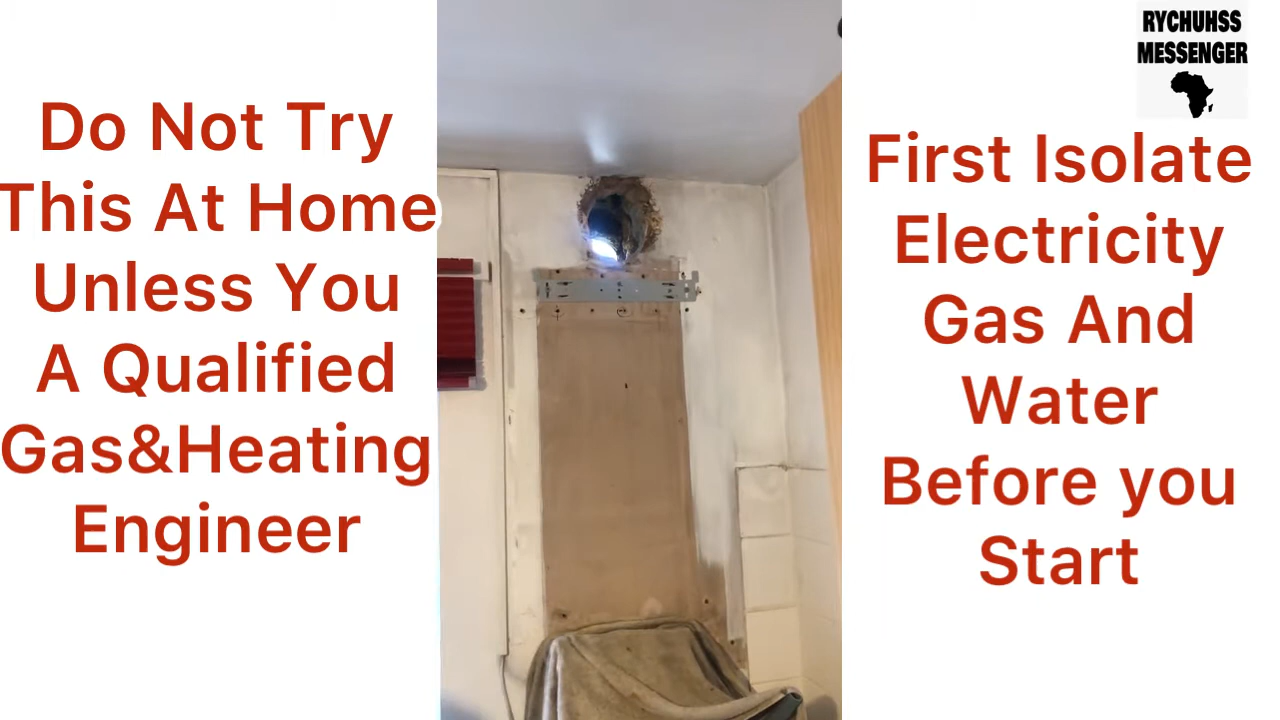 Do Not Try
This At Home
Unless You
A Qualified
Gas&Heating
Engineer
RYCHUHSS
MESSENGER
First Isolate
Electricity
Gas And
Water
Before you
Start